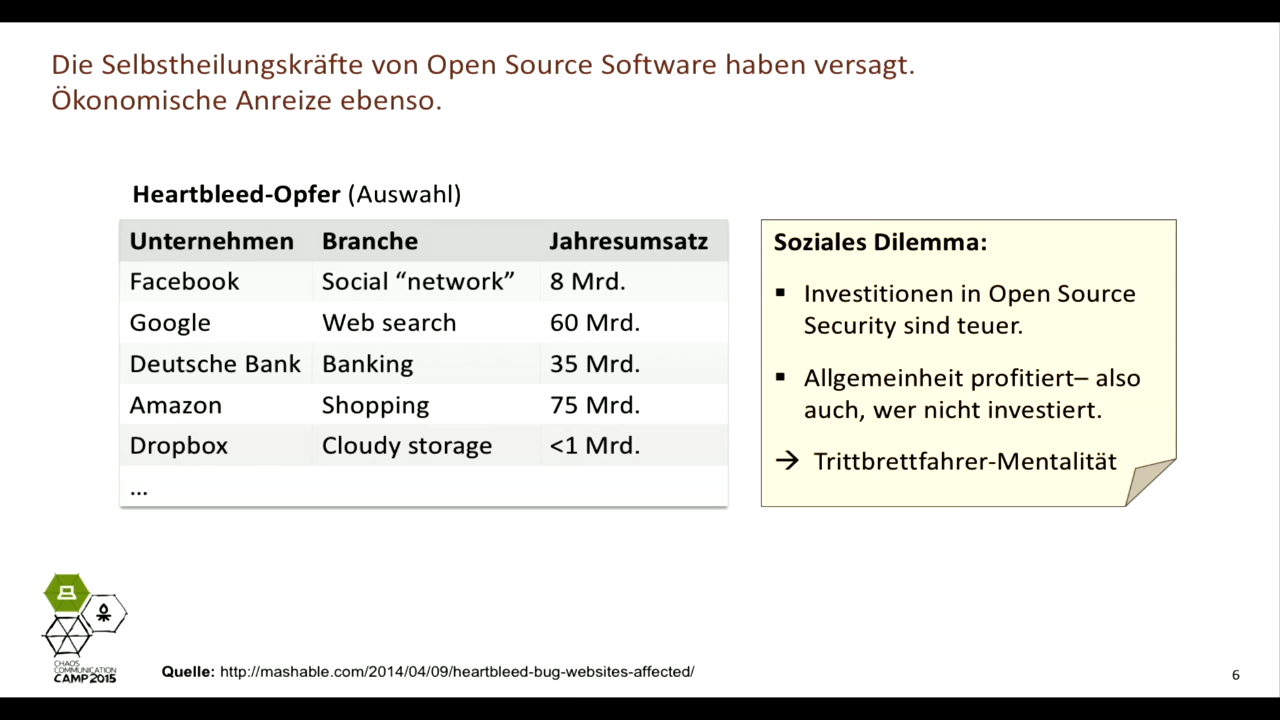 Die Selbstheilungskräfte von Open Source Software haben versagt.
Ökonomische Anreize ebenso.
Heartbleed-Opfer (Auswahl)
Unternehmen Branche Jahresumsatz
Facebook Social “network” 8 Mrd.
Google Web search 60 Mrd.
Deutsche Bank Banking 35 Mrd.
Amazon Shopping 75 Mrd.
Dropbox Cloudy storage <1 Mrd.
...
Soziales Dilemma:
▪ Investitionen in Open Source
Security sind teuer.
▪ Allgemeinheit profitiert– also
auch, wer nicht investiert.
→ Trittbrettfahrer-Mentalität
CHAOS
COMMUNICATION
CAMP 2015
Quelle: http://mashable.com/2014/04/09/heartbleed-bug-websites-affected/
6